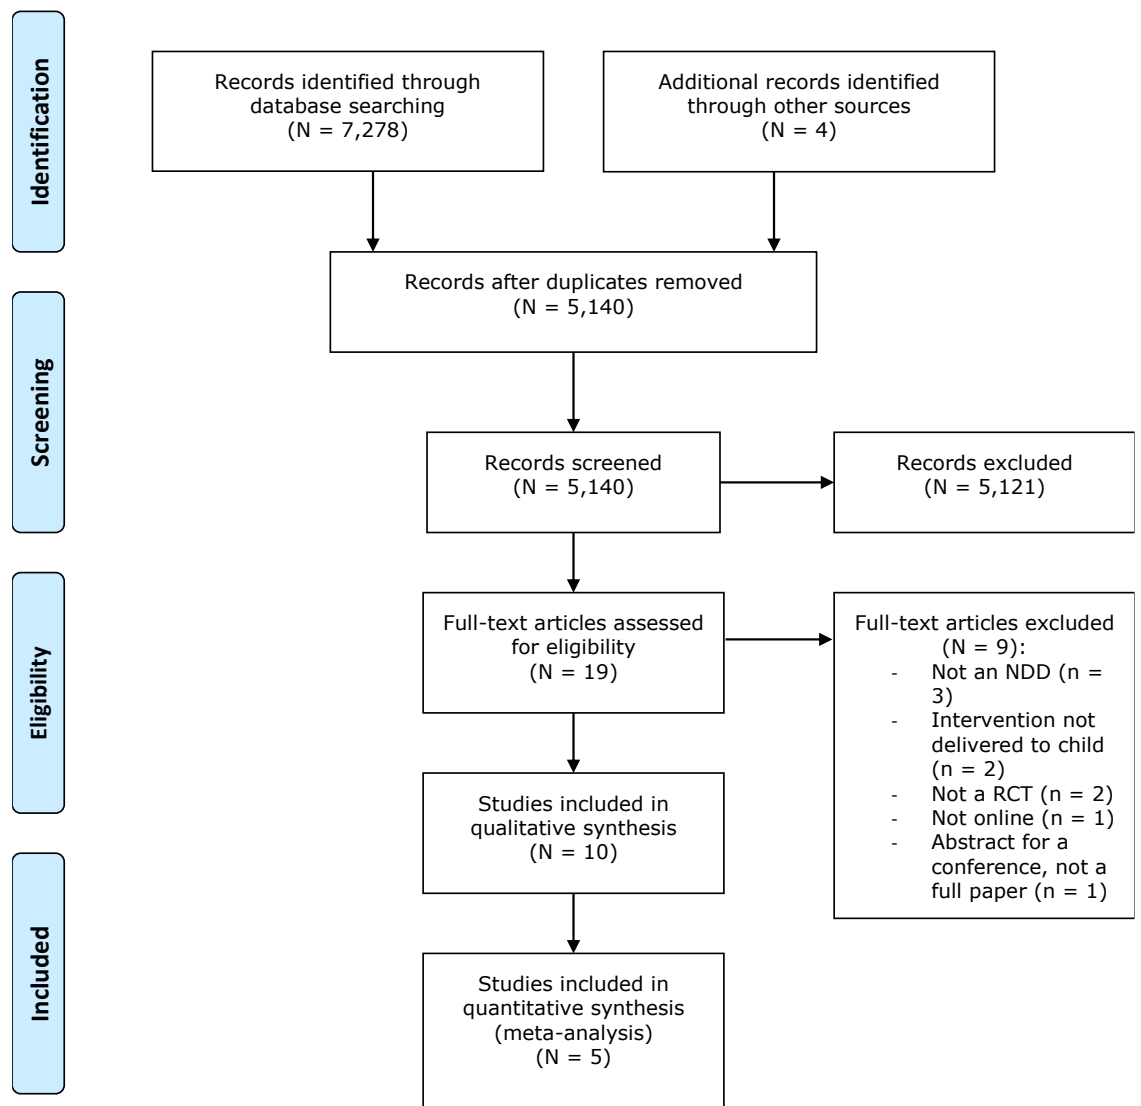 Identification
Records identified through
database searching
(N = 7,278)
Additional records identified
through other sources
(N = 4)
Records after duplicates removed
(N = 5,140)
Screening
Records screened
(N = 5,140)
Records excluded
(N = 5,121)
Eligibility
Full-text articles assessed
for eligibility
(N = 19)
Full-text articles excluded
(N = 9):
- Not an NDD (n =
3)
- Intervention not
delivered to child
(n = 2)
- Not a RCT (n = 2)
- Not online (n = 1)
- Abstract for a
conference, not a
full paper (n = 1)
Studies included in
qualitative synthesis
(N = 10)
Included
Studies included in
quantitative synthesis
(meta-analysis)
(N = 5)